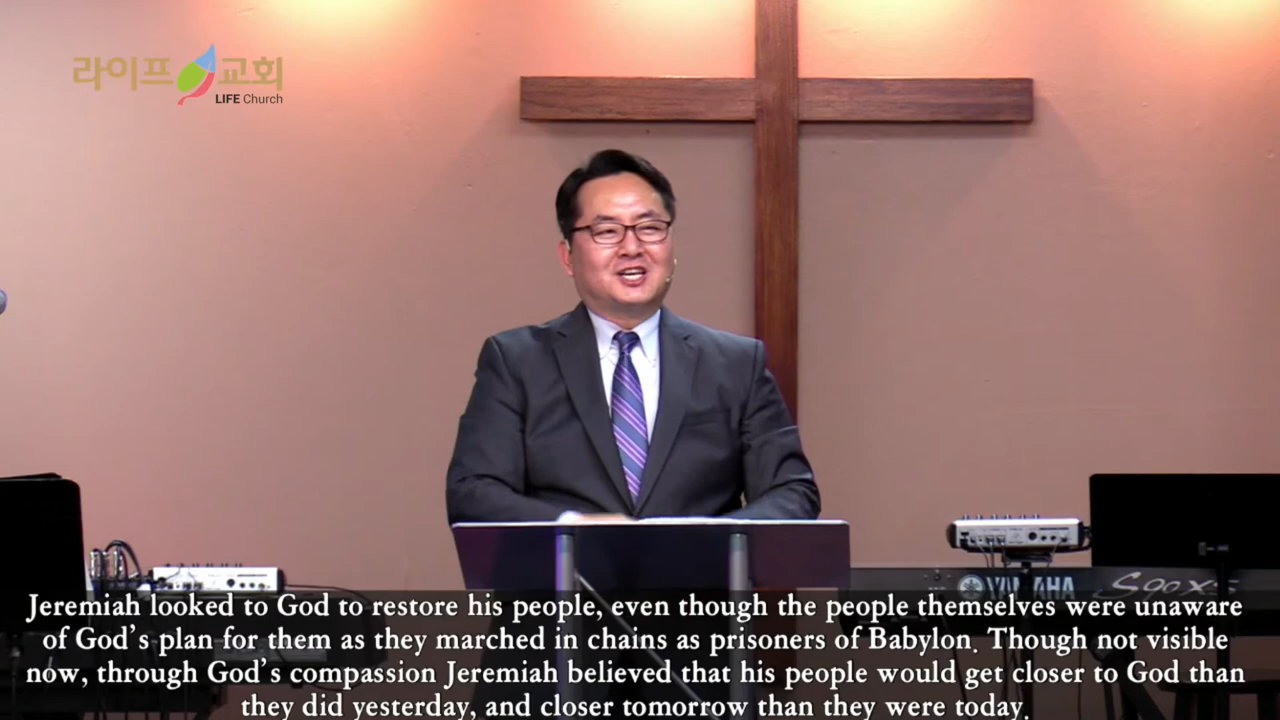 라이프 교회
LIFE Church
YAMAHA S90XS
Jeremiah looked to God to restore his people, even though the people themselves were unaware
of God's plan for them as they marched in chains as prisoners of Babylon. Though not visible
now, through God's compassion Jeremiah believed that his people would get closer to God than
they did yesterday, and closer tomorrow than they were today.